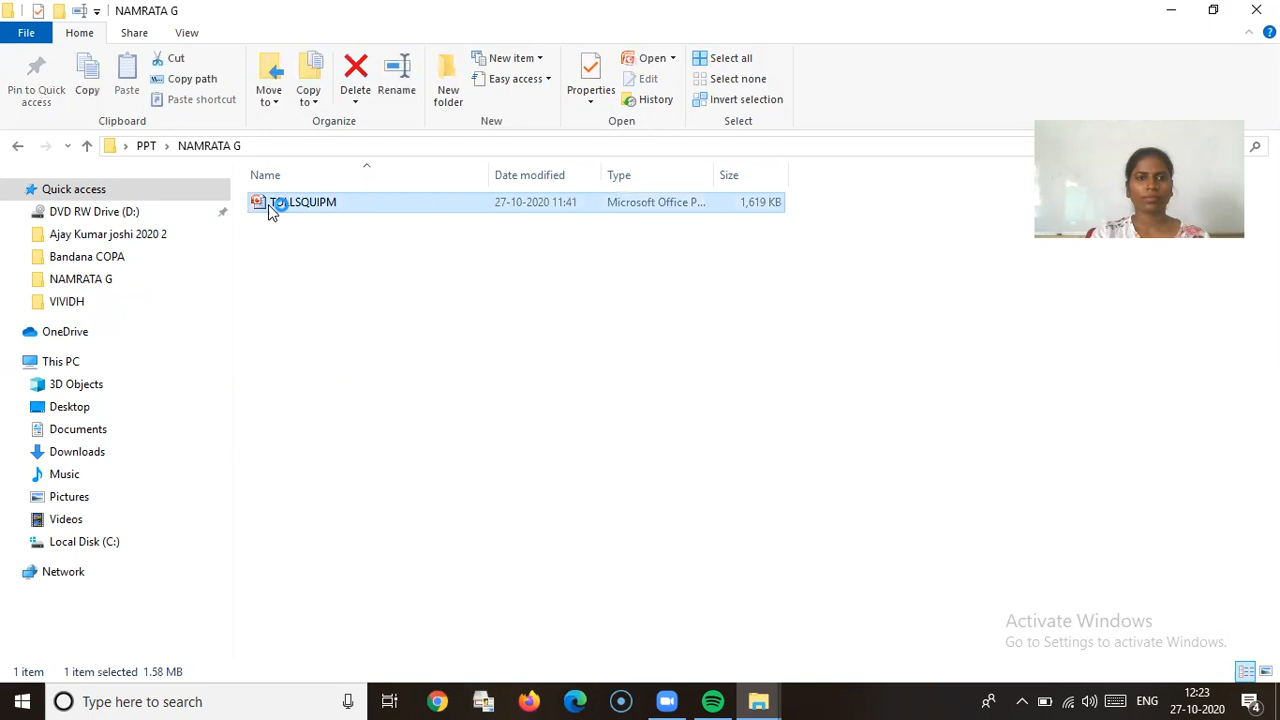 NAMRATA G
File Home Share View
Pin to Quick access
Copy
Paste
Cut
Copy path
Paste shortcut
Clipboard
Move to
Copy to
Delete
Rename
Organize
New folder
New item
Easy access
New
Properties
Open
Edit
History
Open
Select all
Select none
Invert selection
Select
PPT NAMRATA G
Name Date modified Type Size
27-10-2020 11:41 Microsoft Office P... 1,619 KB
Quick access
DVD RW Drive (D:)
Ajay Kumar joshi 2020 2
Bandana COPA
NAMRATA G
VIVIDH
OneDrive
This PC
3D Objects
Desktop
Documents
Downloads
Music
Pictures
Videos
Local Disk (C:)
Network
Activate Windows
Go to Settings to activate Windows.
1 item 1 item selected 1.58 MB
Type here to search
ENG
12:23
27-10-2020
4